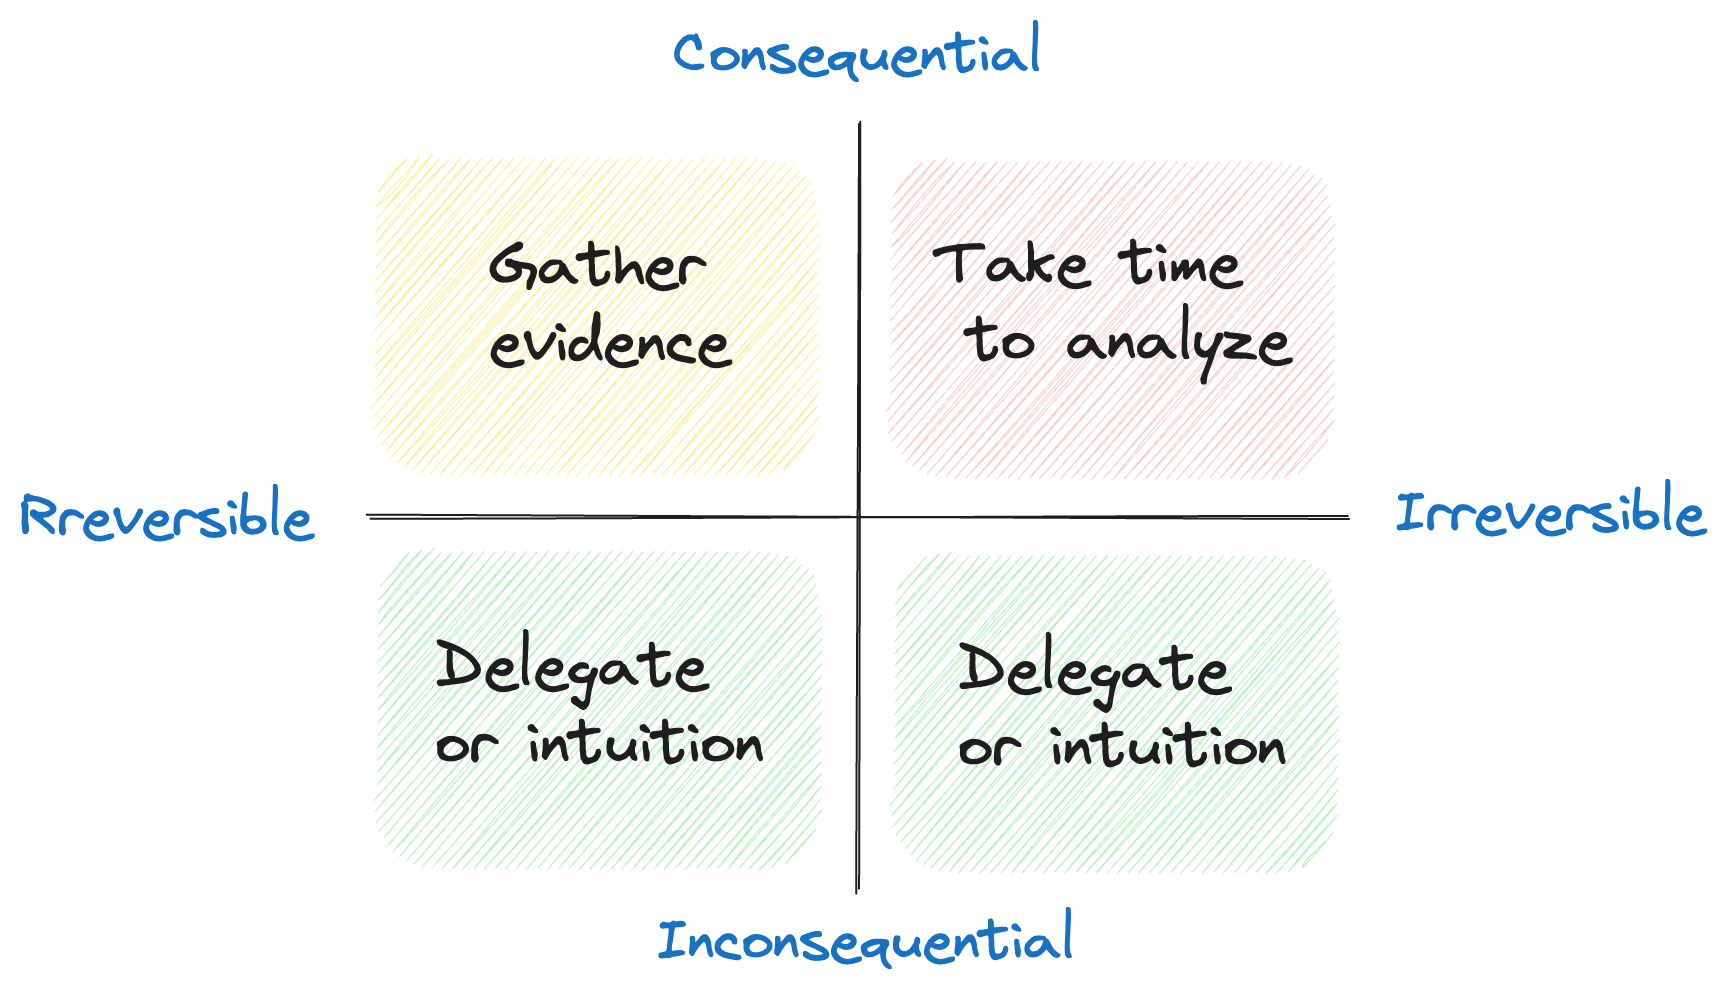 Consequential
Gather
evidence
Take time
to analyze
Rreversible
Irreversible
Delegate
or intuition
Delegate
or intuition
Inconsequential